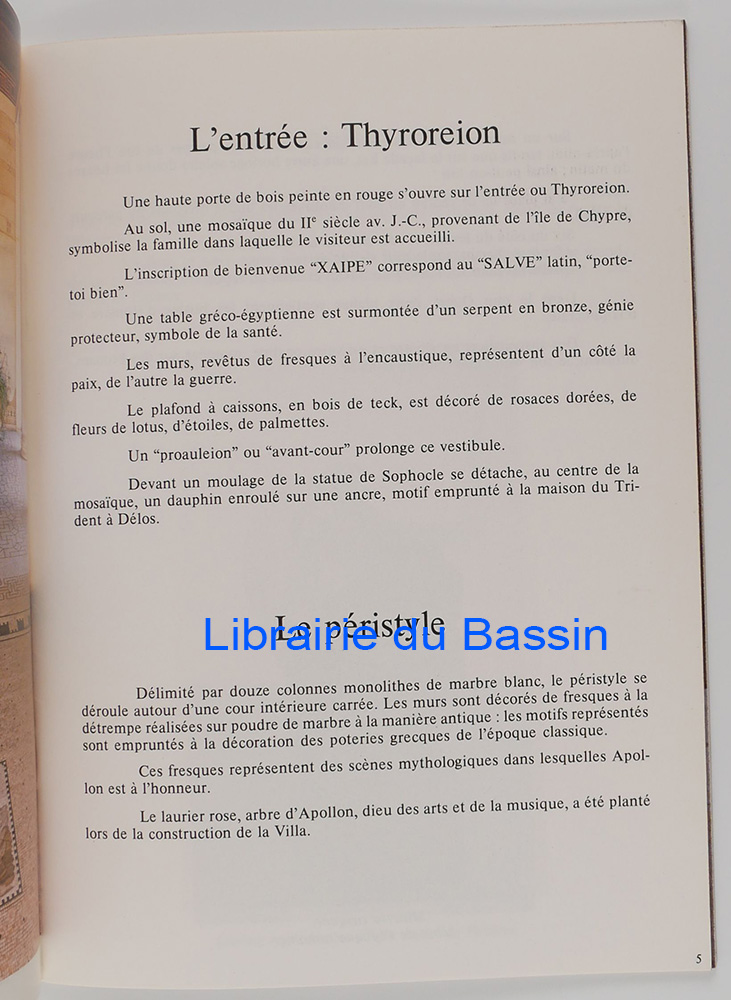 L'entrée : Thyroreion
Une haute porte de bois peinte en rouge s'ouvre sur l'entrée ou Thyroreion.
Au sol, une mosaïque du IIe siècle av. J.-C., provenant de l'île de Chypre,
symbolise la famille dans laquelle le visiteur est accueilli.
L'inscription de bienvenue “XAIPE” correspond au “SALVE” latin, “porte-
toi bien”.
Une table gréco-égyptienne est surmontée d'un serpent en bronze, génie
protecteur, symbole de la santé.
Les murs, revêtus de fresques à l'encaustique, représentent d'un côté la
paix, de l'autre la guerre.
Le plafond à caissons, en bois de teck, est décoré de rosaces dorées, de
fleurs de lotus, d'étoiles, de palmettes.
Un “proauleion” ou “avant-cour” prolonge ce vestibule.
Devant un moulage de la statue de Sophocle se détache, au centre de la
mosaïque, un dauphin enroulé sur une ancre, motif emprunté à la maison du Tri-
dent à Délos.
Le péristyle
Librairie du Bassin
Délimité par douze colonnes monolithes de marbre blanc, le péristyle se
déroule autour d'une cour intérieure carrée. Les murs sont décorés de fresques à la
détrempe réalisées sur poudre de marbre à la manière antique : les motifs représentés
sont empruntés à la décoration des poteries grecques de l'époque classique.
Ces fresques représentent des scènes mythologiques dans lesquelles Apol-
lon est à l'honneur.
Le laurier rose, arbre d'Apollon, dieu des arts et de la musique, a été planté
lors de la construction de la Villa.
5